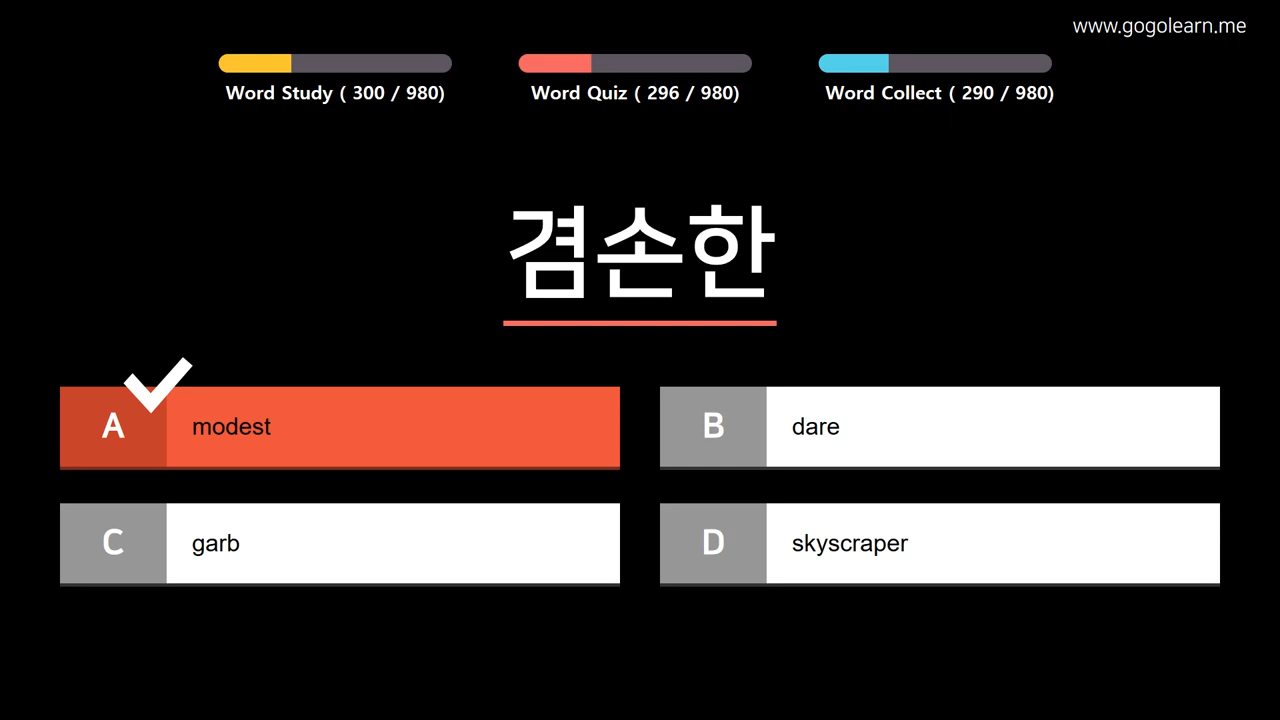 www.gogolearn.me
Word Study ( 300 / 980)
Word Quiz ( 296 / 980)
Word Collect ( 290 / 980)
겸손한
A modest
B dare
C garb
D skyscraper